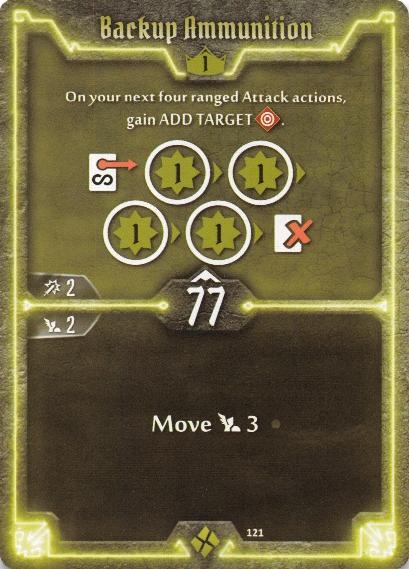 Backup Ammunition
1
On your next four ranged Attack actions,
gain ADD TARGET.
1 1
1 1
2
77
2
Move 3
121